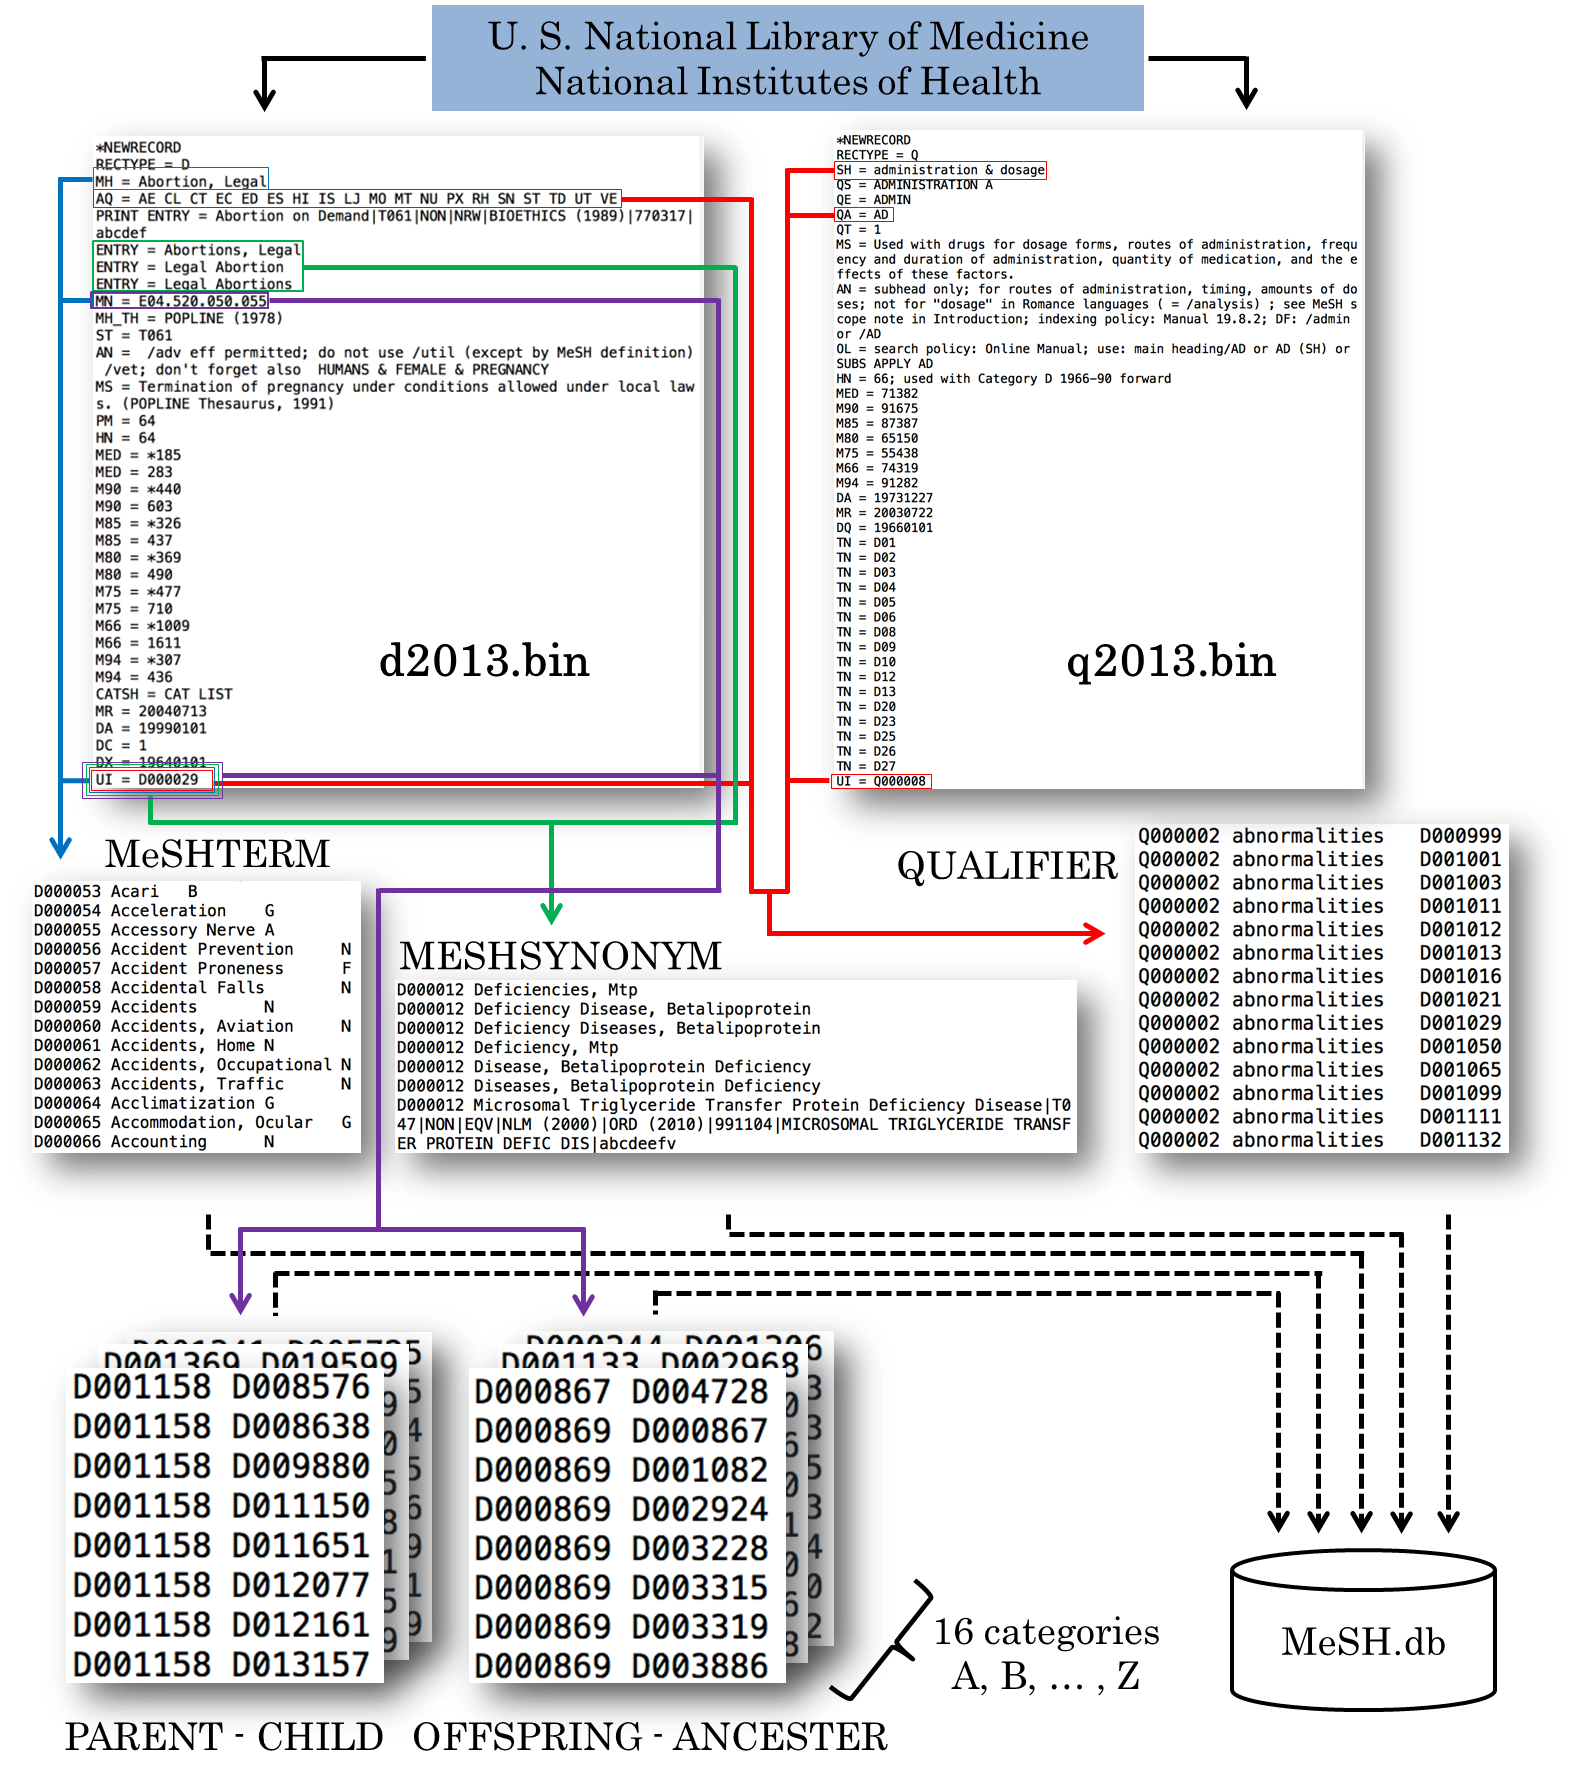 U. S. National Library of Medicine
National Institutes of Health
*NEWRECORD
RECTYPE = D
MH = Abortion, Legal
AQ = AE CL CT EC ED ES HI IS LJ MO MT NU PX RH SN ST TD UT VE
PRINT ENTRY = Abortion on Demand|T061|NON|NRW|BIOETHICS (1989)|770317|
abcdef
ENTRY = Abortions, Legal
ENTRY = Legal Abortion
ENTRY = Legal Abortions
MN = E04.520.050.055
MH_TH = POPLINE (1978)
ST = T061
AN =  /adv eff permitted; do not use /util (except by MeSH definition)
/vet; don't forget also  HUMANS & FEMALE & PREGNANCY
MS = Termination of pregnancy under conditions allowed under local law
s. (POPLINE Thesaurus, 1991)
PM = 64
HN = 64
MED = *185
MED = 283
M90 = *440
M90 = 603
M85 = *326
M85 = 437
M80 = *369
M80 = 490
M75 = *477
M75 = 710
M66 = *1009
M66 = 1611
M94 = *307
M94 = 436
CATSH = CAT LIST
MR = 20040713
DA = 19990101
DC = 1
DX = 19640101
UI = D000029
d2013.bin
*NEWRECORD
RECTYPE = Q
SH = administration & dosage
QS = ADMINISTRATION A
QE = ADMIN
QA = AD
QT = 1
MS = Used with drugs for dosage forms, routes of administration, frequ
ency and duration of administration, quantity of medication, and the e
ffects of these factors.
AN = subhead only; for routes of administration, timing, amounts of do
ses; not for "dosage" in Romance languages ( = /analysis) ; see MeSH s
cope note in Introduction; indexing policy: Manual 19.8.2; DF: /admin
or /AD
OL = search policy: Online Manual; use: main heading/AD or AD (SH) or
SUBS APPLY AD
HN = 66; used with Category D 1966-90 forward
MED = 71382
M90 = 91675
M85 = 87387
M80 = 65150
M75 = 55438
M66 = 74319
M94 = 91282
DA = 19731227
MR = 20030722
DQ = 19660101
TN = D01
TN = D02
TN = D03
TN = D04
TN = D05
TN = D06
TN = D08
TN = D09
TN = D10
TN = D12
TN = D13
TN = D20
TN = D23
TN = D25
TN = D26
TN = D27
UI = Q000008
q2013.bin
MeSHTERM
D000053 Acari B
D000054 Acceleration G
D000055 Accessory Nerve A
D000056 Accident Prevention N
D000057 Accident Proneness F
D000058 Accidental Falls N
D000059 Accidents N
D000060 Accidents, Aviation N
D000061 Accidents, Home N
D000062 Accidents, Occupational N
D000063 Accidents, Traffic N
D000064 Acclimatization G
D000065 Accommodation, Ocular G
D000066 Accounting N
MESHSYNONYM
D000012 Deficiencies, Mtp
D000012 Deficiency Disease, Betalipoprotein
D000012 Deficiency Diseases, Betalipoprotein
D000012 Deficiency, Mtp
D000012 Disease, Betalipoprotein Deficiency
D000012 Diseases, Betalipoprotein Deficiency
D000012 Microsomal Triglyceride Transfer Protein Deficiency Disease|T0
47|NON|EQV|NLM (2000)|ORD (2010)|991104|MICROSOMAL TRIGLYCERIDE TRANSF
ER PROTEIN DEFIC DIS|abcdeefv
QUALIFIER
Q000002 abnormalities D000999
Q000002 abnormalities D001001
Q000002 abnormalities D001003
Q000002 abnormalities D001011
Q000002 abnormalities D001012
Q000002 abnormalities D001013
Q000002 abnormalities D001016
Q000002 abnormalities D001021
Q000002 abnormalities D001029
Q000002 abnormalities D001050
Q000002 abnormalities D001065
Q000002 abnormalities D001099
Q000002 abnormalities D001111
Q000002 abnormalities D001132
D001369 D019599
D001158 D008576
D001158 D008638
D001158 D009880
D001158 D011150
D001158 D011651
D001158 D012077
D001158 D012161
D001158 D013157
PARENT - CHILD
D001133 D002968
D000867 D004728
D000869 D000867
D000869 D001082
D000869 D002924
D000869 D003228
D000869 D003315
D000869 D003319
D000869 D003886
OFFSPRING - ANCESTER
16 categories
A, B, ... , Z
MeSH.db